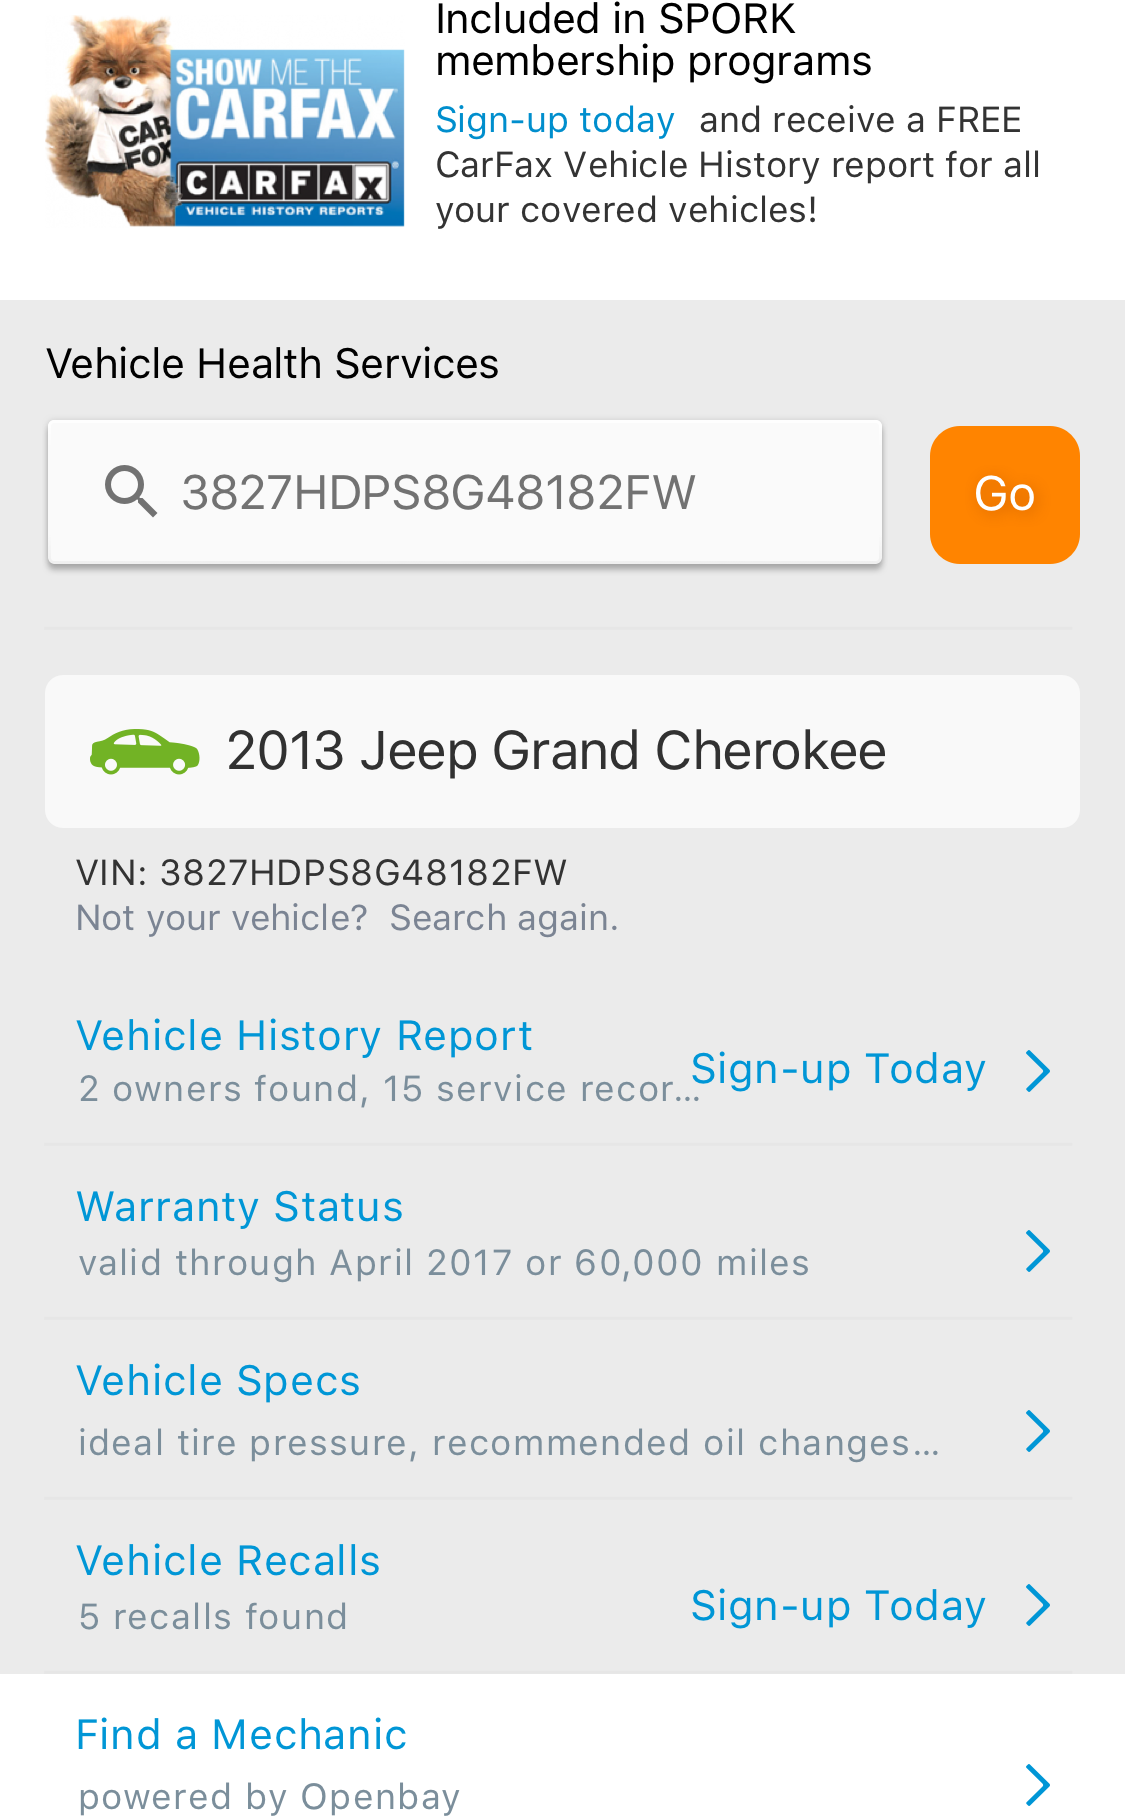 Included in SPORK
membership programs
Sign-up today and receive a FREE
CarFax Vehicle History report for all
your covered vehicles!
SHOW ME THE
CARFAX
CAR
FOX
CARFAX®
VEHICLE HISTORY REPORTS
Vehicle Health Services
3827HDPS8G48182FW
Go
2013 Jeep Grand Cherokee
VIN: 3827HDPS8G48182FW
Not your vehicle? Search again.
Vehicle History Report
2 owners found, 15 service recor...
Sign-up Today
Warranty Status
valid through April 2017 or 60,000 miles
Vehicle Specs
ideal tire pressure, recommended oil changes...
Vehicle Recalls
5 recalls found
Sign-up Today
Find a Mechanic
powered by Openbay